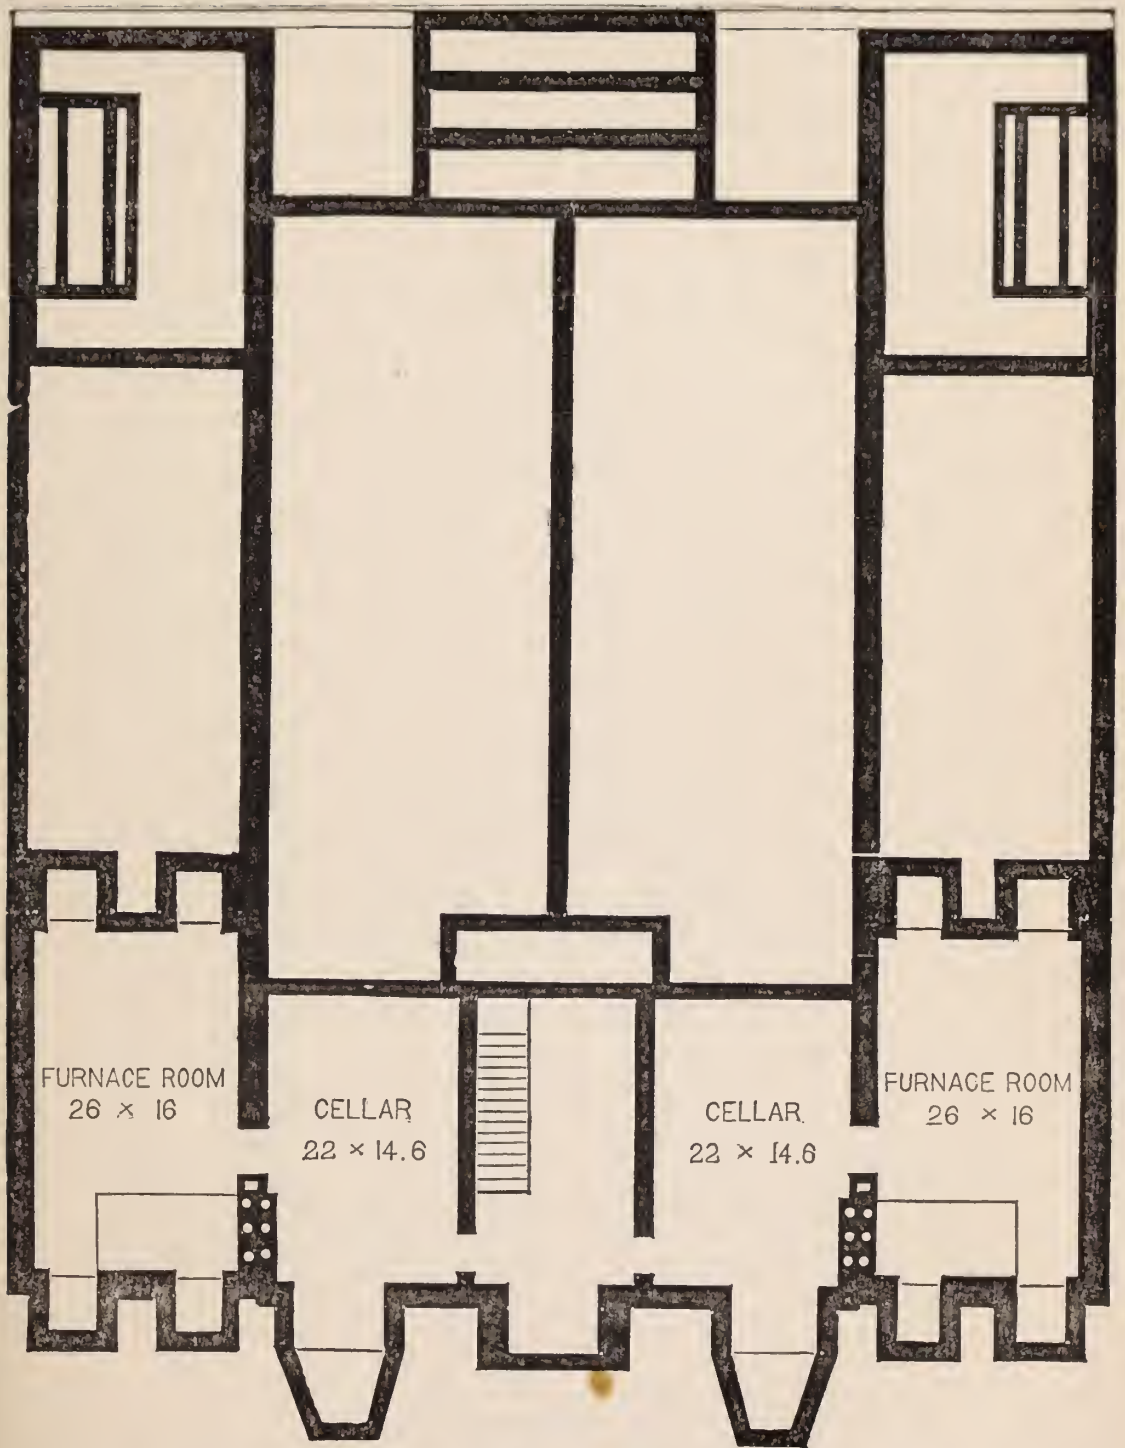 FURNACE ROOM
26 × 16
CELLAR
22 × 14.6
CELLAR.
22 × 14.6
FURNACE ROOM
26 × 16